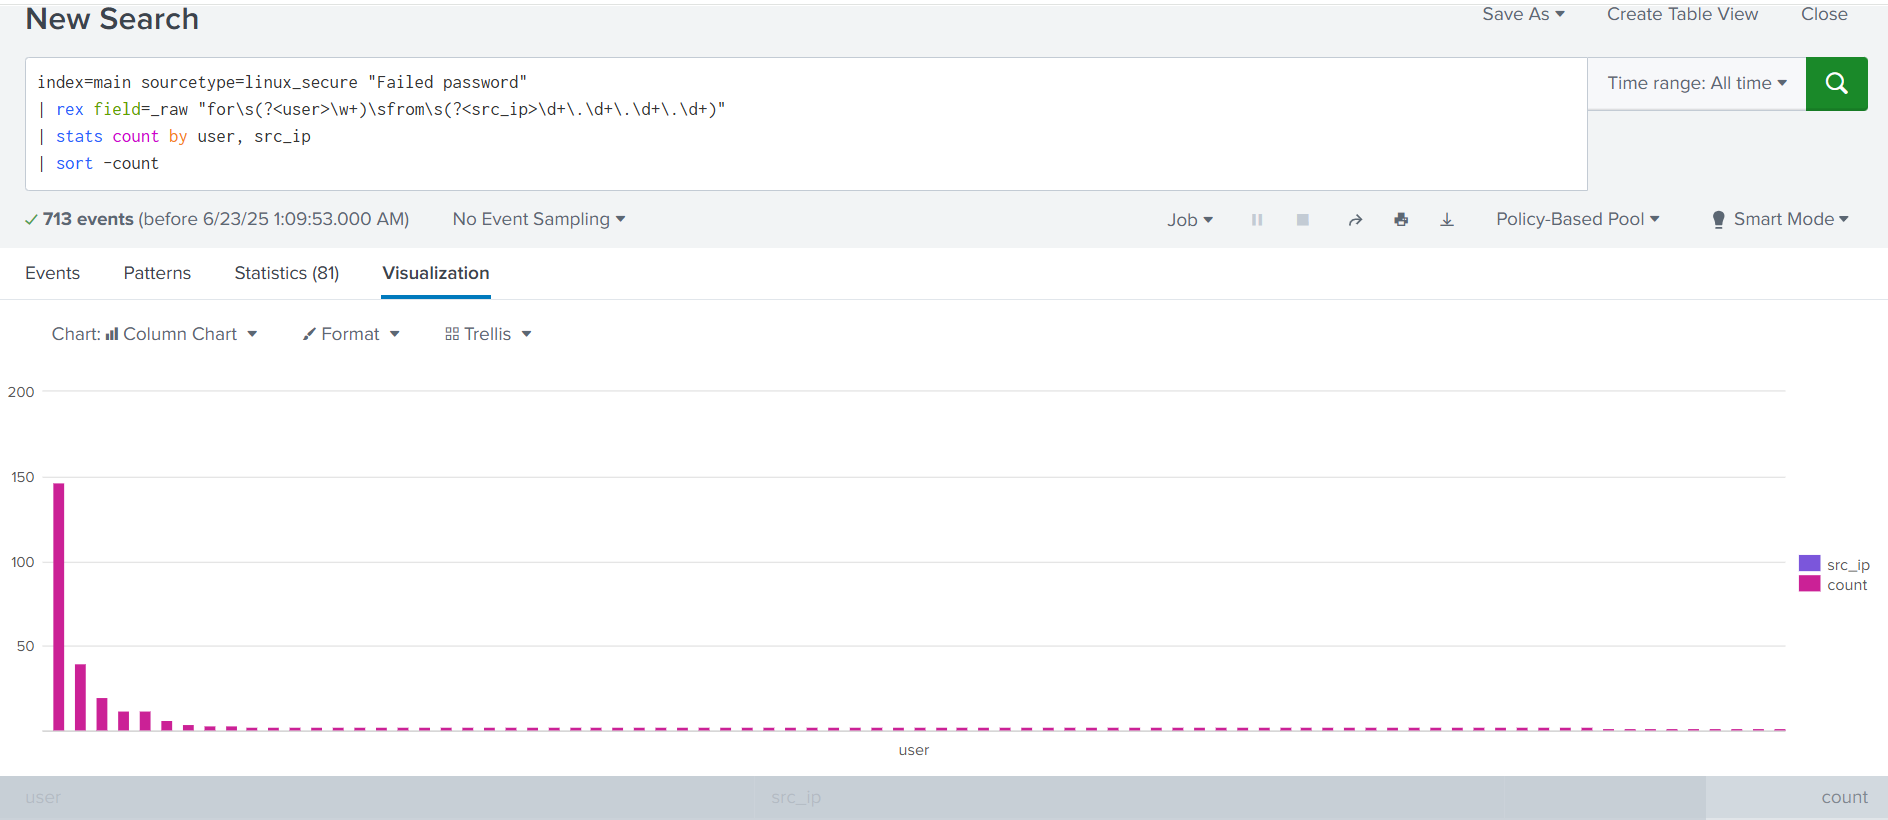 New Search
Save As
Create Table View
Close
index=main sourcetype=linux_secure "Failed password"
| rex field=_raw "for\s(?<user>\w+)\sfrom\s(?<src_ip>\d+\.\d+\.\d+\.\d+)"
| stats count by user, src_ip
| sort -count
Time range: All time
713 events (before 6/23/25 1:09:53.000 AM)
No Event Sampling
Job
Policy-Based Pool
Smart Mode
Events
Patterns
Statistics (81)
Visualization
Chart: Column Chart
Format
Trellis
200
150
100
50
src_ip
count
user
user
src_ip
count